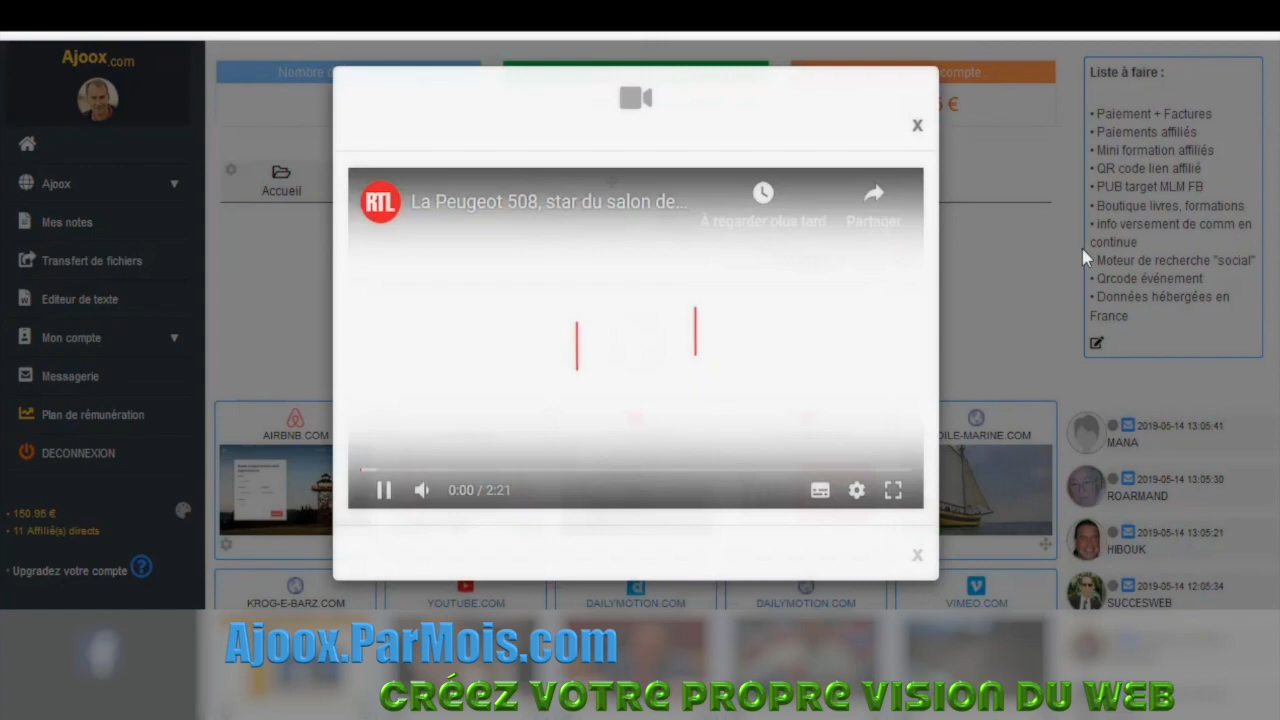 Ajoox.com
Ajoox
Mes notes
Transfert de fichiers
Editeur de texte
Mon compte
Messagerie
Plan de rémunération
DECONNEXION
• 150.95 €
• 11 Affilié(s) directs
• Upgradez votre compte
Nombre
compte
€
Accueil
X
RTL
La Peugeot 508, star du salon de...
À regarder plus tard
Partager
0:00 / 2:21
X
AIRBNB.COM
OILE-MARINE.COM
KROG-E-BARZ.COM
YOUTUBE.COM
DAILYMOTION.COM
DAILYMOTION.COM
VIMEO.COM
Liste à faire :
• Paiement + Factures
• Paiements affiliés
• Mini formation affiliés
• QR code lien affilié
• PUB target MLM FB
• Boutique livres, formations
• info versement de comm en
continue
• Moteur de recherche "social"
• Qrcode événement
• Données hébergées en
France
2019-05-14 13:05:41
MANA
2019-05-14 13:05:30
ROARMAND
2019-05-14 13:05:21
HIBOUK
2019-05-14 12:05:34
SUCCESWEB
Ajoox.ParMois.com
CRÉEZ VOTRE PROPRE VISION DU WEB